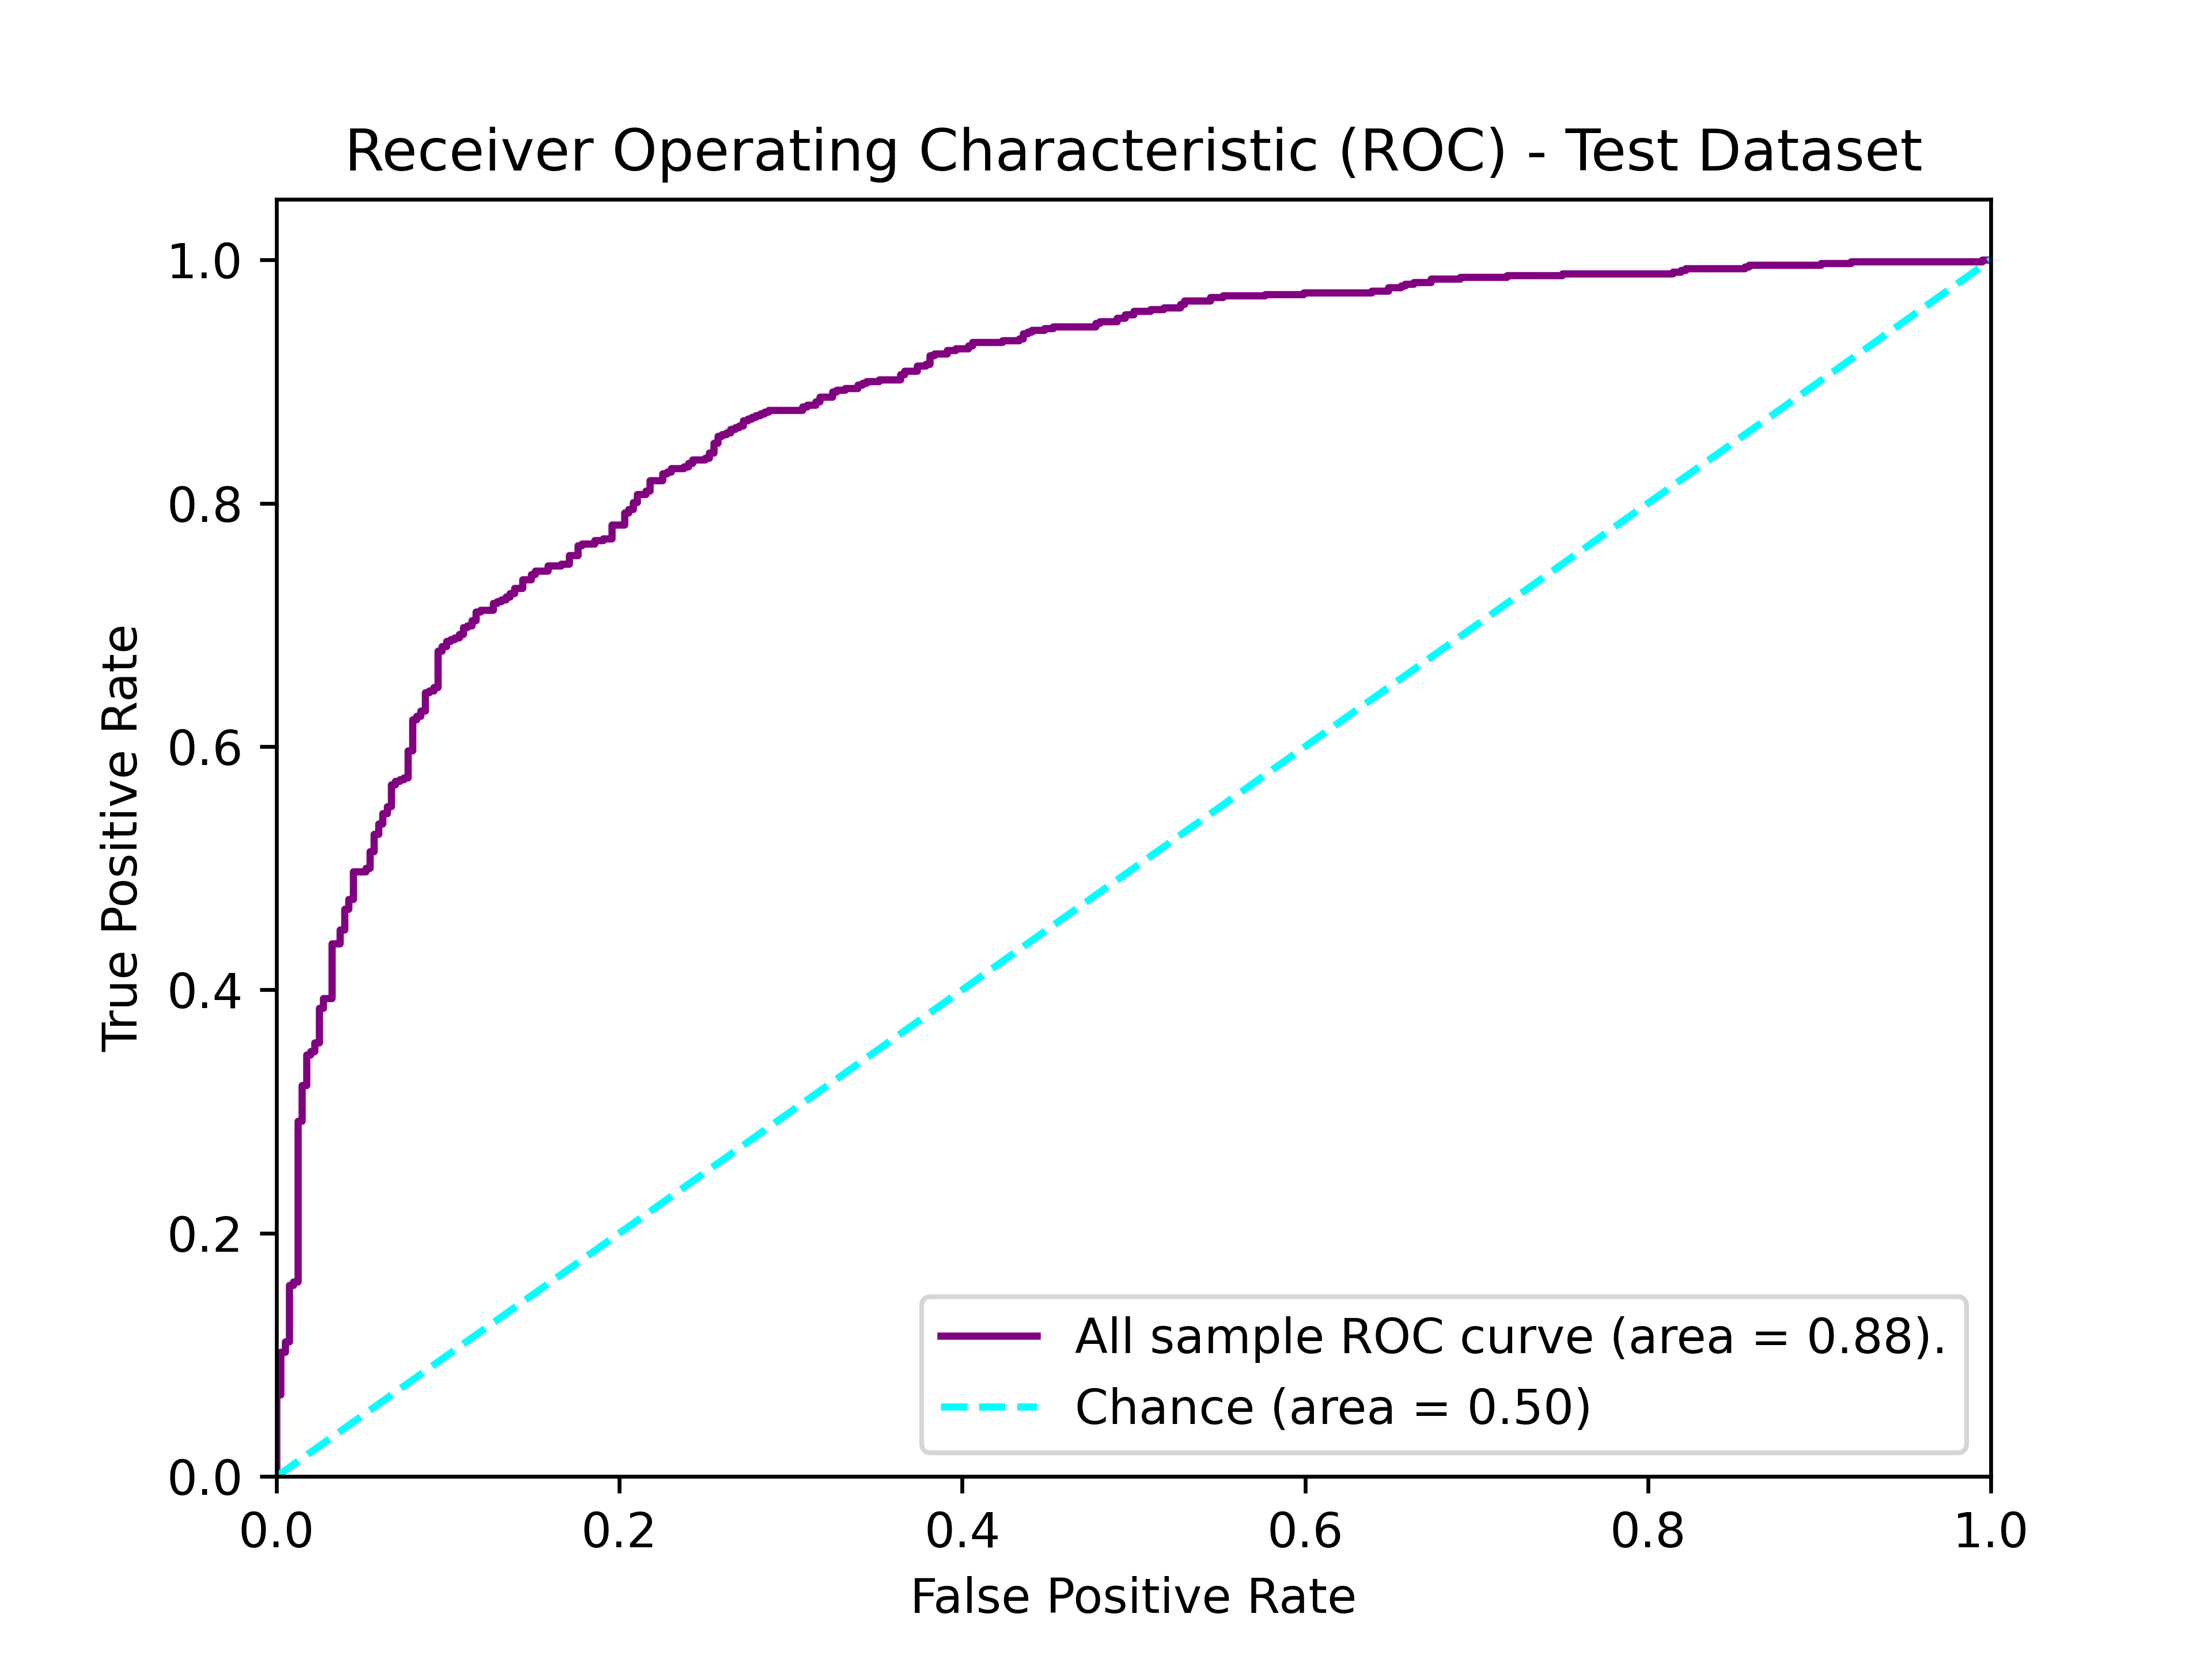 Receiver Operating Characteristic (ROC) - Test Dataset
True Positive Rate
1.0
0.8
0.6
0.4
0.2
0.0
All sample ROC curve (area = 0.88).
Chance (area = 0.50)
0.0 0.2 0.4 0.6 0.8 1.0
False Positive Rate